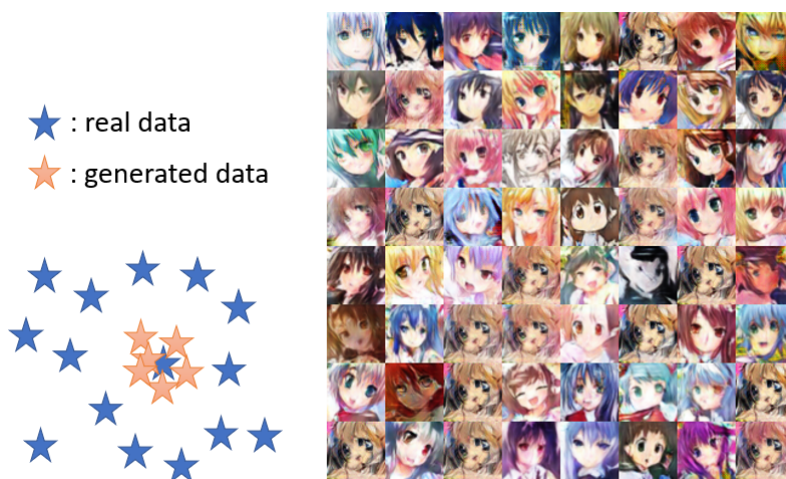 : real data
: generated data